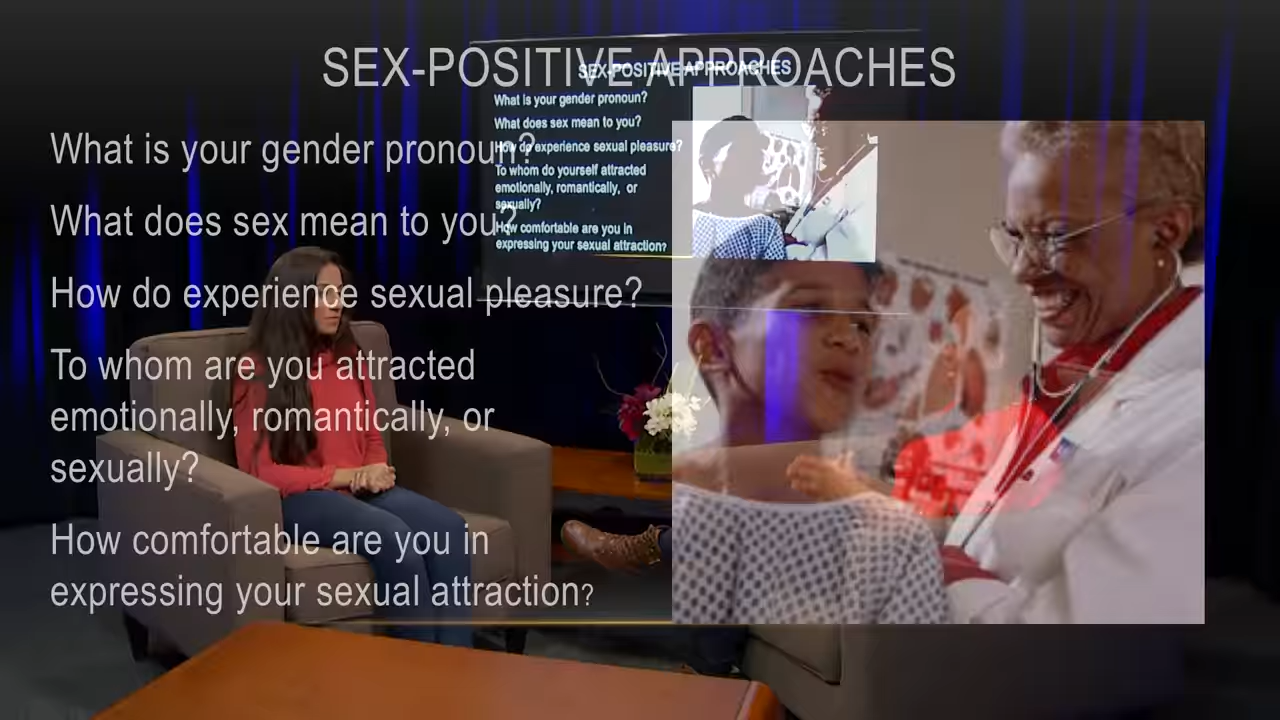 SEX-POSITIVE APPROACHES
What is your gender pronoun?
What does sex mean to you?
How do experience sexual pleasure?
To whom are you attracted
emotionally, romantically, or
sexually?
How comfortable are you in
expressing your sexual attraction?
SEX-POSITIVE APPROACHES
What is your gender pronoun?
What does sex mean to you?
How do experience sexual pleasure?
To whom do yourself attracted
emotionally, romantically, or
sexually?
How comfortable are you in
expressing your sexual attraction?